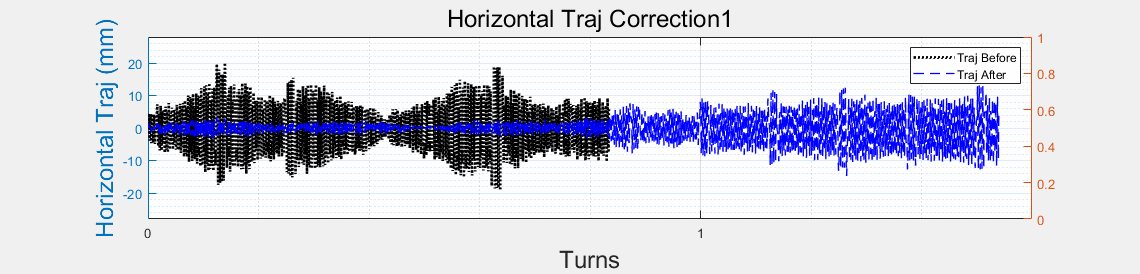 Horizontal Traj Correction1
Horizontal Traj (mm)
20
10
0
-10
-20
1
0.8
0.6
0.4
0.2
0
Traj Before
Traj After
0
1
Turns